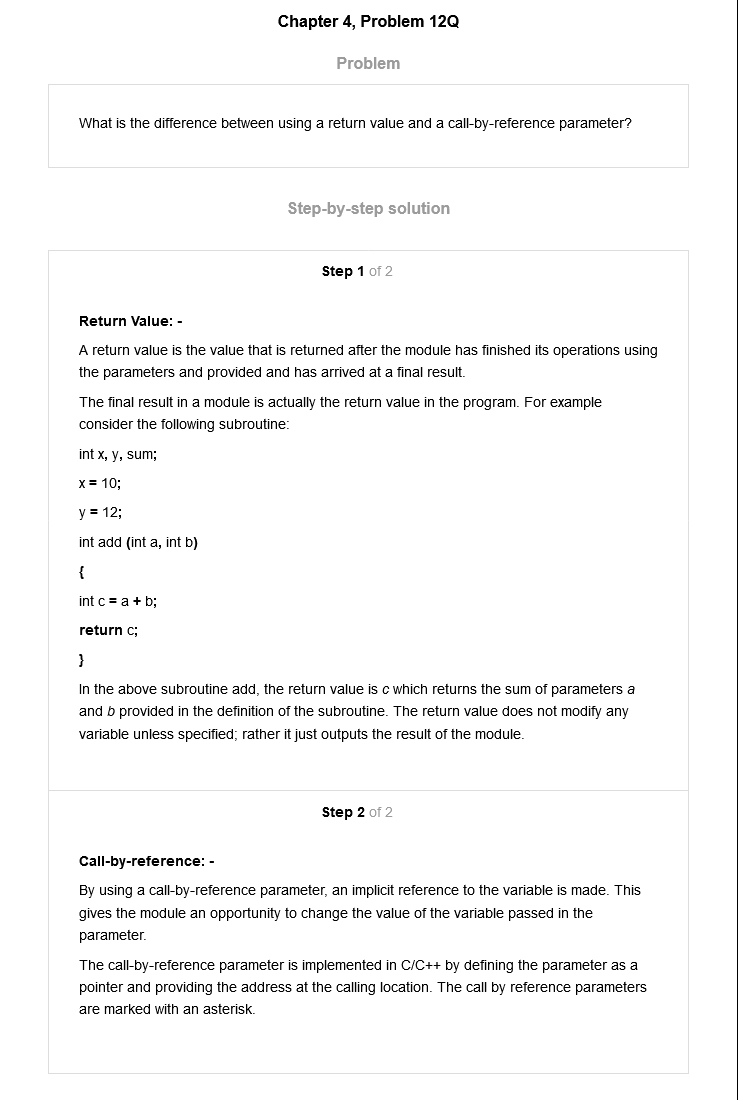 Chapter 4, Problem 12Q
Problem
What is the difference between using a return value and a call-by-reference parameter?
Step-by-step solution
Step 1 of 2
Return Value: -
A return value is the value that is returned after the module has finished its operations using
the parameters and provided and has arrived at a final result.
The final result in a module is actually the return value in the program. For example
consider the following subroutine:
int x, y, sum;
x = 10;
y = 12;
int add (int a, int b)
{
int c = a + b;
return c;
}
In the above subroutine add, the return value is c which returns the sum of parameters a
and b provided in the definition of the subroutine. The return value does not modify any
variable unless specified; rather it just outputs the result of the module.
Step 2 of 2
Call-by-reference: -
By using a call-by-reference parameter, an implicit reference to the variable is made. This
gives the module an opportunity to change the value of the variable passed in the
parameter.
The call-by-reference parameter is implemented in C/C++ by defining the parameter as a
pointer and providing the address at the calling location. The call by reference parameters
are marked with an asterisk.